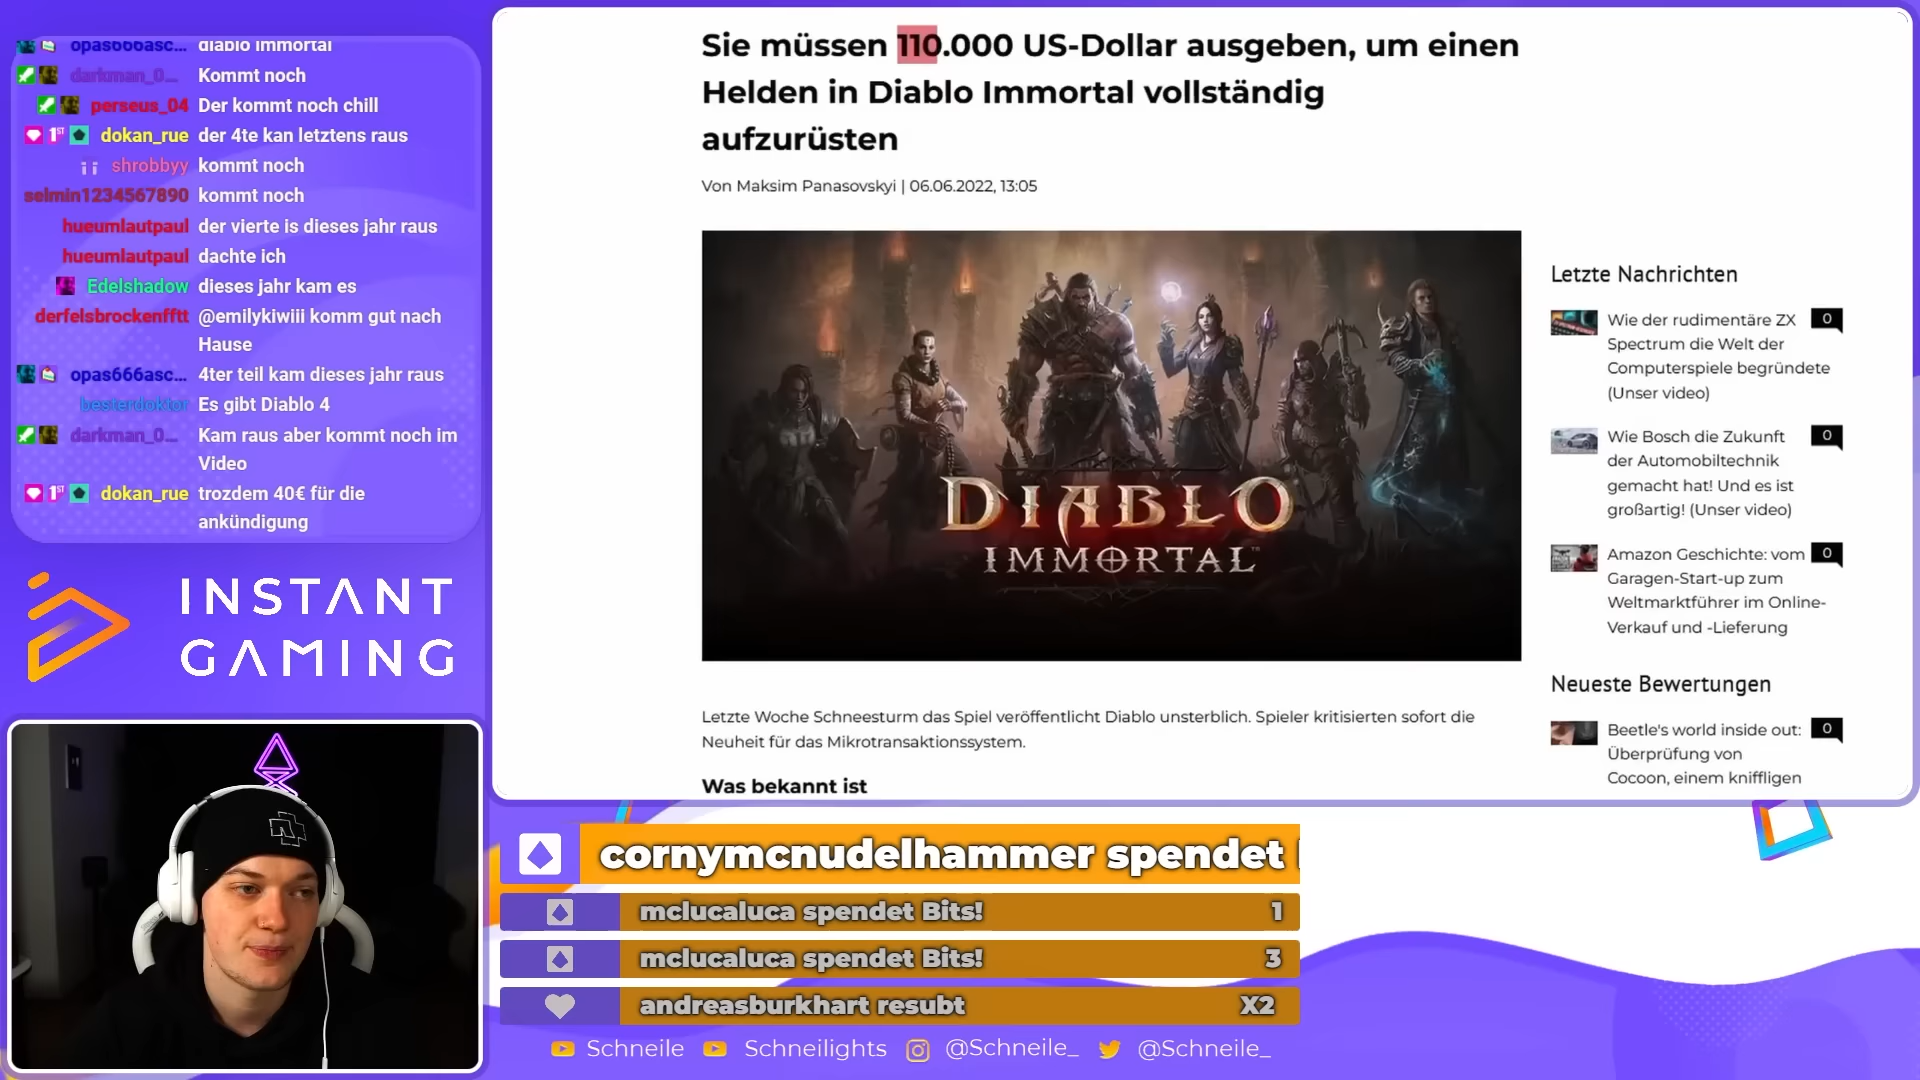 opas666asc... diablo immortal
darkman_0... Kommt noch
perseus_04 Der kommt noch chill
1ST dokan_rue der 4te kan letztens raus
shrobbyy kommt noch
selmin1234567890 kommt noch
hueumlautpaul der vierte is dieses jahr raus
hueumlautpaul dachte ich
Edelshadow dieses jahr kam es
derfelsbrockenfftt @emilykiwiii komm gut nach
Hause
opas666asc... 4ter teil kam dieses jahr raus
besterdoktor Es gibt Diablo 4
darkman_0... Kam raus aber kommt noch im
Video
1ST dokan_rue trozdem 40€ für die
ankündigung
INSTANT
GAMING
Sie müssen 110.000 US-Dollar ausgeben, um einen
Helden in Diablo Immortal vollständig
aufzurüsten
Von Maksim Panasovskyi | 06.06.2022, 13:05
DIABLO
IMMORTAL
Letzte Woche Schneesturm das Spiel veröffentlicht Diablo unsterblich. Spieler kritisierten sofort die
Neuheit für das Mikrotransaktionssystem.
Was bekannt ist
Letzte Nachrichten
Wie der rudimentäre ZX 0
Spectrum die Welt der
Computerspiele begründete
(Unser video)
Wie Bosch die Zukunft 0
der Automobiltechnik
gemacht hat! Und es ist
großartig! (Unser video)
Amazon Geschichte: vom 0
Garagen-Start-up zum
Weltmarktführer im Online-
Verkauf und -Lieferung
Neueste Bewertungen
Beetle's world inside out: 0
Überprüfung von
Cocoon, einem kniffligen
cornymcnudelhammer spendet
mclucaluca spendet Bits! 1
mclucaluca spendet Bits! 3
andreasburkhart resubt X2
Schneile Schneilights @Schneile_ @Schneile_